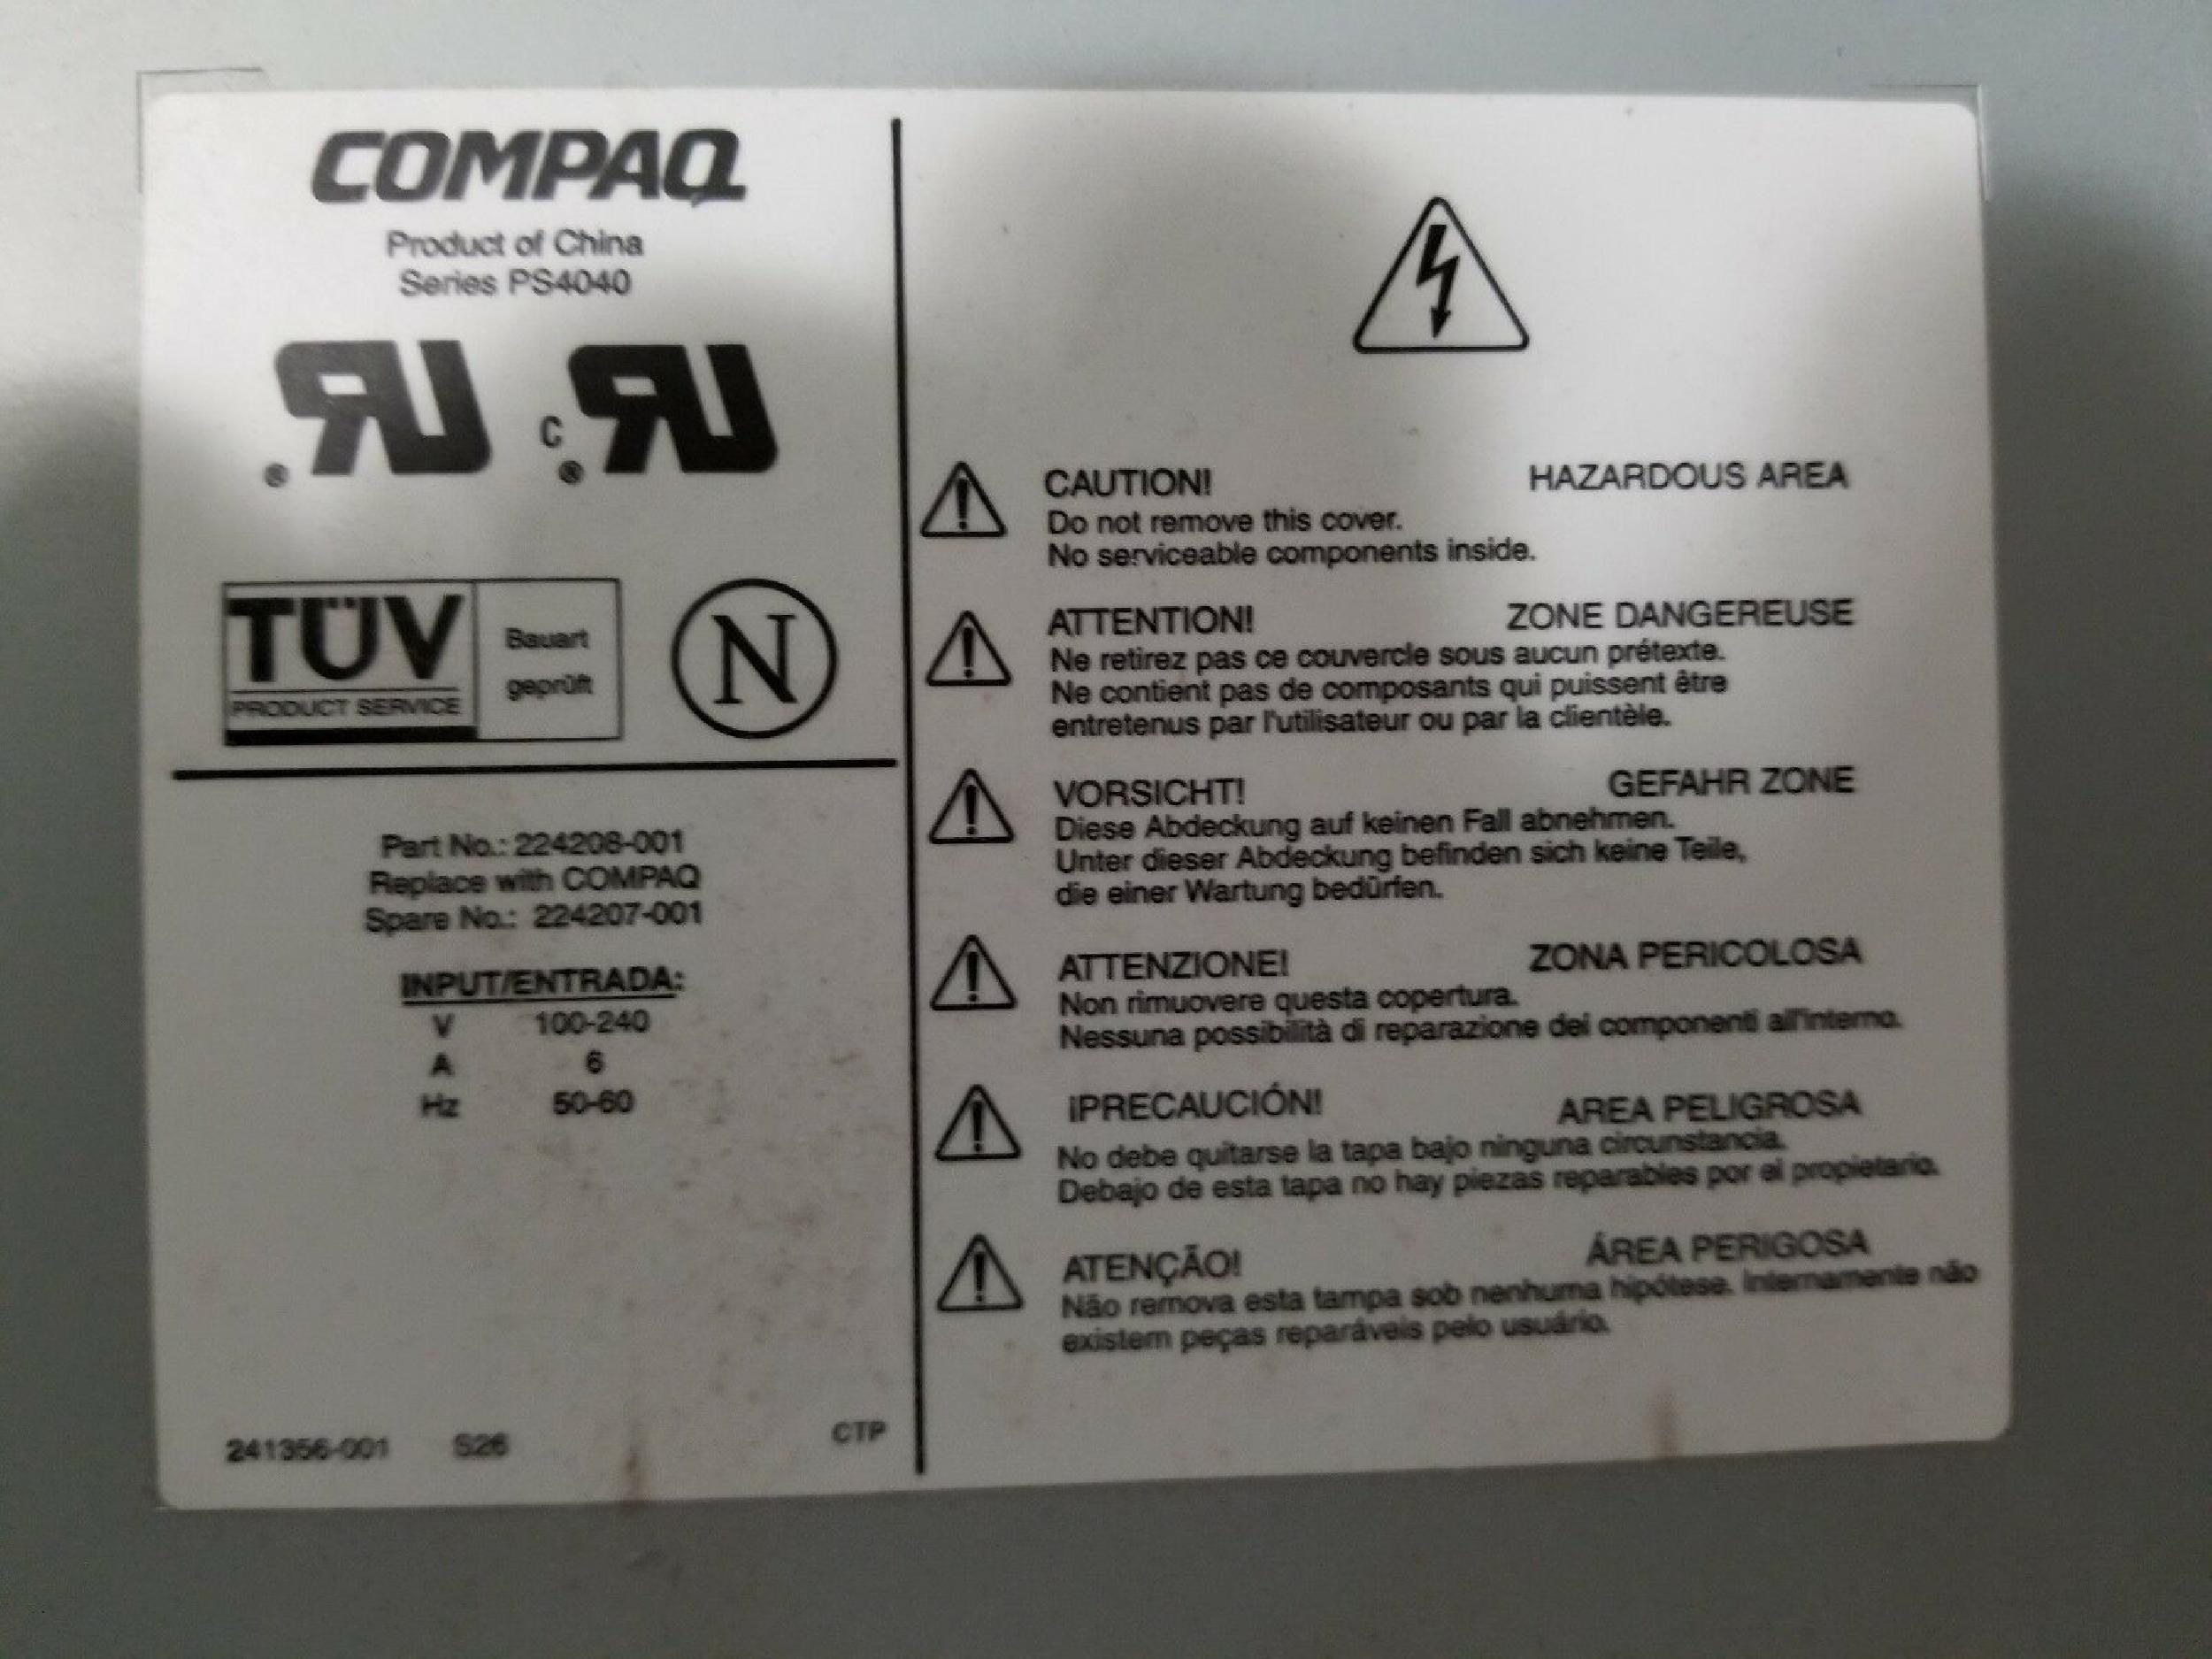 COMPAQ
Product of China
Series PS4040
TÜV
PRODUCT SERVICE
Bauart
geprüft
N
Part No.: 224208-001
Replace with COMPAQ
Spare No.: 224207-001
INPUT/ENTRADA:
V 100-240
A 6
Hz 50-60
241356-001 S26 CTP
CAUTION! HAZARDOUS AREA
Do not remove this cover.
No serviceable components inside.
ATTENTION! ZONE DANGEREUSE
Ne retirez pas ce couvercle sous aucun prétexte.
Ne contient pas de composants qui puissent être
entretenus par l'utilisateur ou par la clientèle.
VORSICHT! GEFAHR ZONE
Diese Abdeckung auf keinen Fall abnehmen.
Unter dieser Abdeckung befinden sich keine Teile,
die einer Wartung bedürfen.
ATTENZIONE! ZONA PERICOLOSA
Non rimuovere questa copertura.
Nessuna possibilità di reparazione dei componenti all'interno.
¡PRECAUCIÓN! AREA PELIGROSA
No debe quitarse la tapa bajo ninguna circunstancia.
Debajo de esta tapa no hay piezas reparables por el propietario.
ATENÇÃO! ÁREA PERIGOSA
Não remova esta tampa sob nenhuma hipótese. Internamente não
existem peças reparáveis pelo usuário.